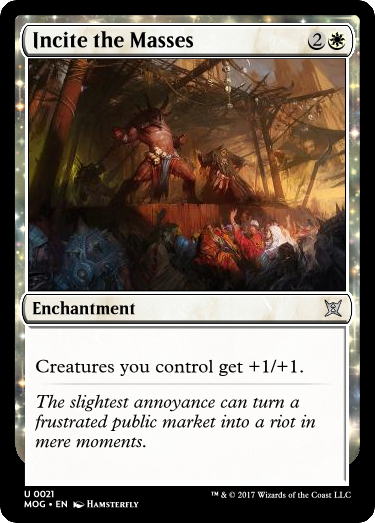 Incite the Masses 2
Enchantment
Creatures you control get +1/+1.
The slightest annoyance can turn a
frustrated public market into a riot in
mere moments.
U 0021
MOG • EN Hamsterfly
™ & © 2017 Wizards of the Coast LLC